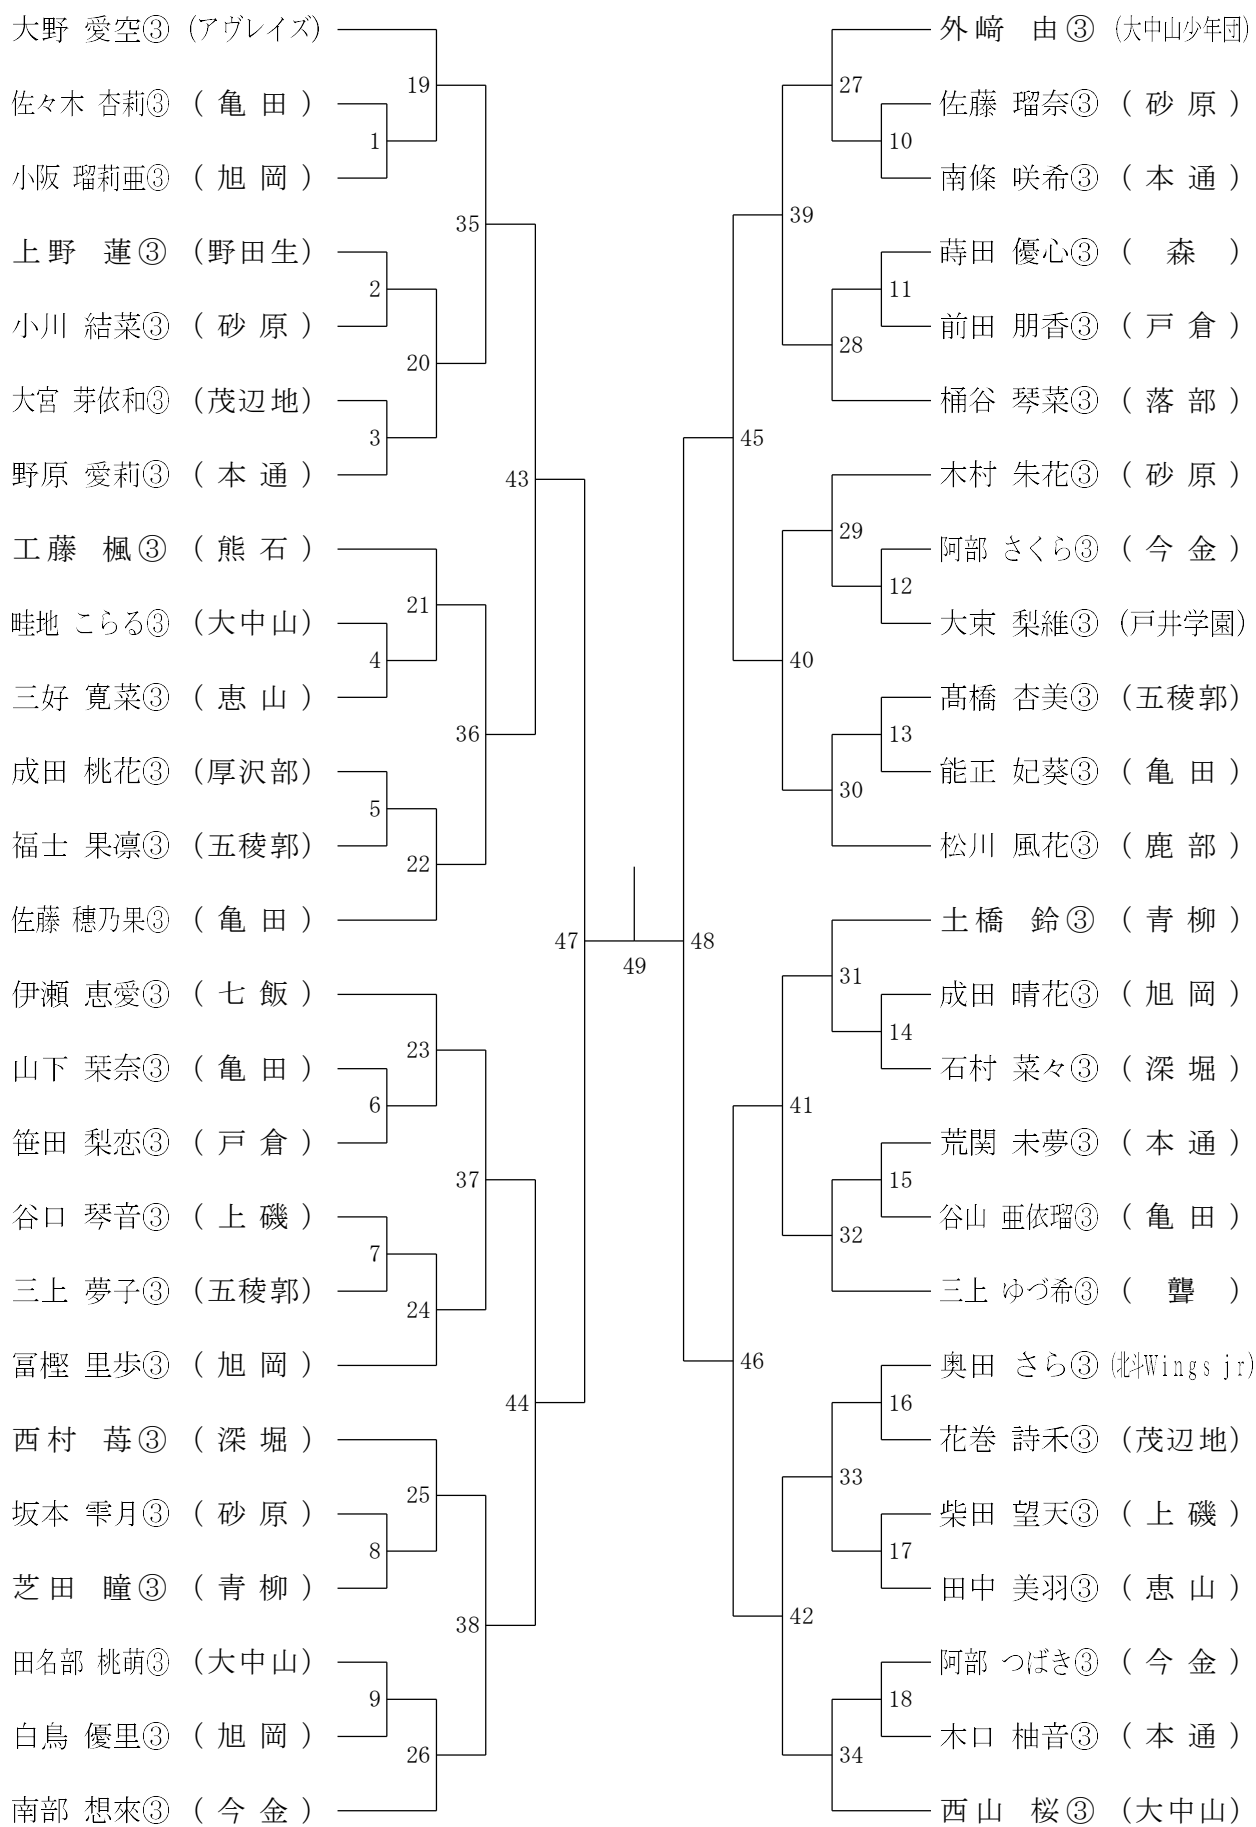 大野 愛空③ (アヴレイズ)
19
佐々木 杏莉③ (亀田)
1
小阪 瑠莉亜③ (旭岡)
35
上野 蓮③ (野田生)
2
小川 結菜③ (砂原)
20
大宮 芽依和③ (茂辺地)
3
野原 愛莉③ (本通)
43
工藤 楓③ (熊石)
21
畦地 こらる③ (大中山)
4
三好 寛菜③ (恵山)
36
成田 桃花③ (厚沢部)
5
福士 果凛③ (五稜郭)
22
佐藤 穂乃果③ (亀田)
47
伊瀬 恵愛③ (七飯)
23
山下 栞奈③ (亀田)
6
笹田 梨恋③ (戸倉)
37
谷口 琴音③ (上磯)
7
三上 夢子③ (五稜郭)
24
冨樫 里歩③ (旭岡)
44
西村 苺③ (深堀)
25
坂本 雫月③ (砂原)
8
芝田 瞳③ (青柳)
38
田名部 桃萌③ (大中山)
9
白鳥 優里③ (旭岡)
26
南部 想來③ (今金)
49
外﨑 由③ (大中山少年団)
27
佐藤 瑠奈③ (砂原)
10
南條 咲希③ (本通)
39
蒔田 優心③ (森)
11
前田 朋香③ (戸倉)
28
桶谷 琴菜③ (落部)
45
木村 朱花③ (砂原)
29
阿部 さくら③ (今金)
12
大束 梨維③ (戸井学園)
40
髙橋 杏美③ (五稜郭)
13
能正 妃葵③ (亀田)
30
松川 風花③ (鹿部)
48
土橋 鈴③ (青柳)
31
成田 晴花③ (旭岡)
14
石村 菜々③ (深堀)
41
荒関 未夢③ (本通)
15
谷山 亜依瑠③ (亀田)
32
三上 ゆづ希③ (聾)
46
奥田 さら③ (北斗Wings jr)
16
花巻 詩禾③ (茂辺地)
33
柴田 望天③ (上磯)
17
田中 美羽③ (恵山)
42
阿部 つばき③ (今金)
18
木口 柚音③ (本通)
34
西山 桜③ (大中山)